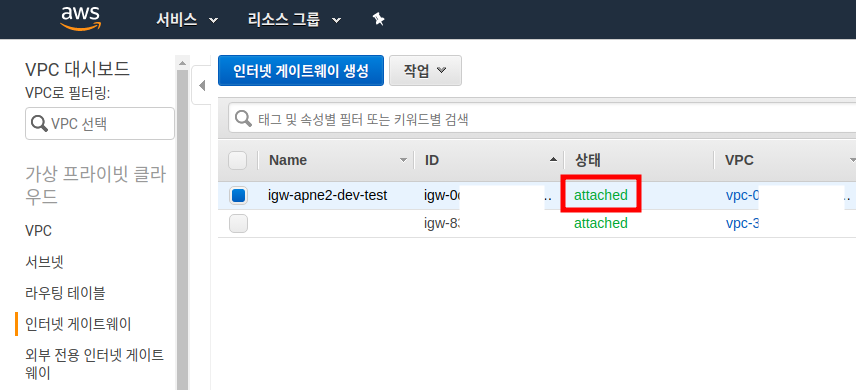 aws 서비스 리소스 그룹
VPC 대시보드
VPC로 필터링:
VPC 선택
가상 프라이빗 클라
우드
VPC
서브넷
라우팅 테이블
인터넷 게이트웨이
외부 전용 인터넷 게이트
웨이
인터넷 게이트웨이 생성 작업
태그 및 속성별 필터 또는 키워드별 검색
Name ID 상태 VPC
igw-apne2-dev-test igw-0 .. attached vpc-0 ..
igw-83 attached vpc-3